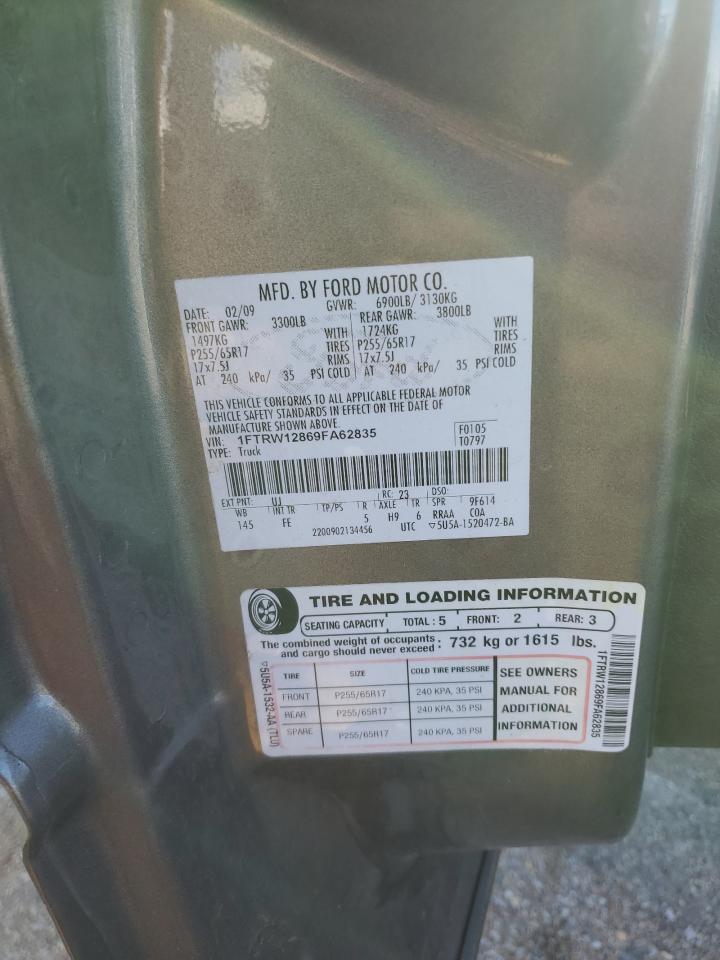 MFD. BY FORD MOTOR CO.
DATE: 02/09 GVWR: 6900LB/ 3130KG
FRONT GAWR: 3300LB REAR GAWR: 3800LB
1497KG WITH 1724KG WITH
P255/65R17 TIRES P255/65R17 TIRES
17x7.5J RIMS 17x7.5J RIMS
AT 240 kPa/ 35 PSI COLD AT 240 kPa/ 35 PSI COLD
THIS VEHICLE CONFORMS TO ALL APPLICABLE FEDERAL MOTOR
VEHICLE SAFETY STANDARDS IN EFFECT ON THE DATE OF
MANUFACTURE SHOWN ABOVE.
VIN: 1FTRW12869FA62835 F0105
TYPE: Truck T0797
EXT PNT: UJ RC: 23 DSO:
WB INT TR TP/PS R AXLE TR SPR 9F614
145 FE 5 H9 6 RRAA COA
2200902134456 UTC ▽5U5A-1520472-BA
TIRE AND LOADING INFORMATION
SEATING CAPACITY TOTAL: 5 FRONT: 2 REAR: 3
The combined weight of occupants and cargo should never exceed: 732 kg or 1615 lbs.
TIRE SIZE COLD TIRE PRESSURE
FRONT P255/65R17 240 KPA, 35 PSI
REAR P255/65R17 240 KPA, 35 PSI
SPARE P255/65R17 240 KPA, 35 PSI
SEE OWNERS
MANUAL FOR
ADDITIONAL
INFORMATION
▽5U5A-1532-AA (TLU)
1FTRW12869FA62835